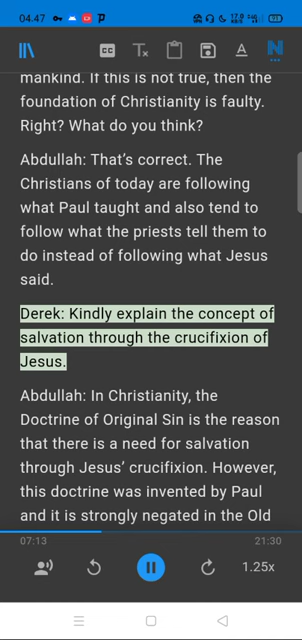 04.47
17.0
KB/S
93
CC
mankind. If this is not true, then the
foundation of Christianity is faulty.
Right? What do you think?
Abdullah: That’s correct. The
Christians of today are following
what Paul taught and also tend to
follow what the priests tell them to
do instead of following what Jesus
said.
Derek: Kindly explain the concept of
salvation through the crucifixion of
Jesus.
Abdullah: In Christianity, the
Doctrine of Original Sin is the reason
that there is a need for salvation
through Jesus’ crucifixion. However,
this doctrine was invented by Paul
and it is strongly negated in the Old
07:13
21:30
1.25x